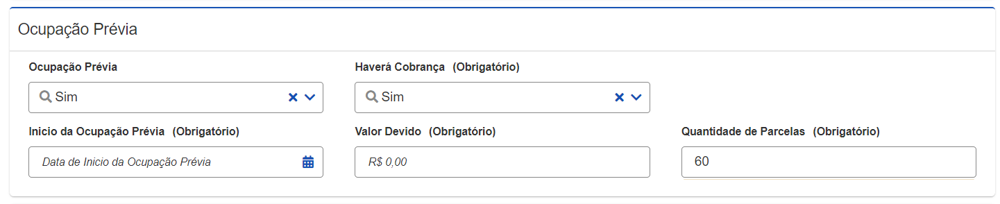 Ocupação Prévia
Ocupação Prévia Haverá Cobrança (Obrigatório)
Sim Sim
Inicio da Ocupação Prévia (Obrigatório) Valor Devido (Obrigatório) Quantidade de Parcelas (Obrigatório)
Data de Inicio da Ocupação Prévia R$ 0,00 60